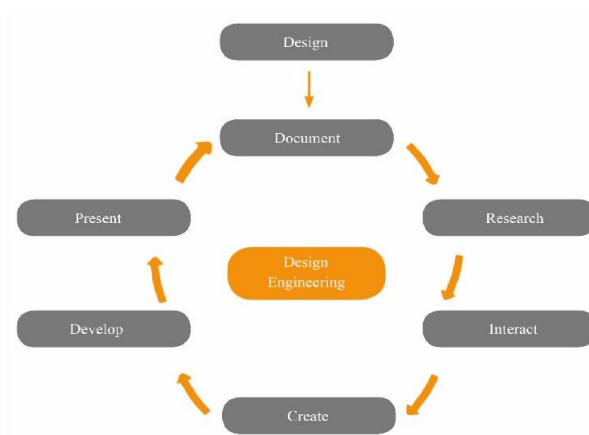 Design
Document
Present
Research
Design
Engineering
Develop
Interact
Create